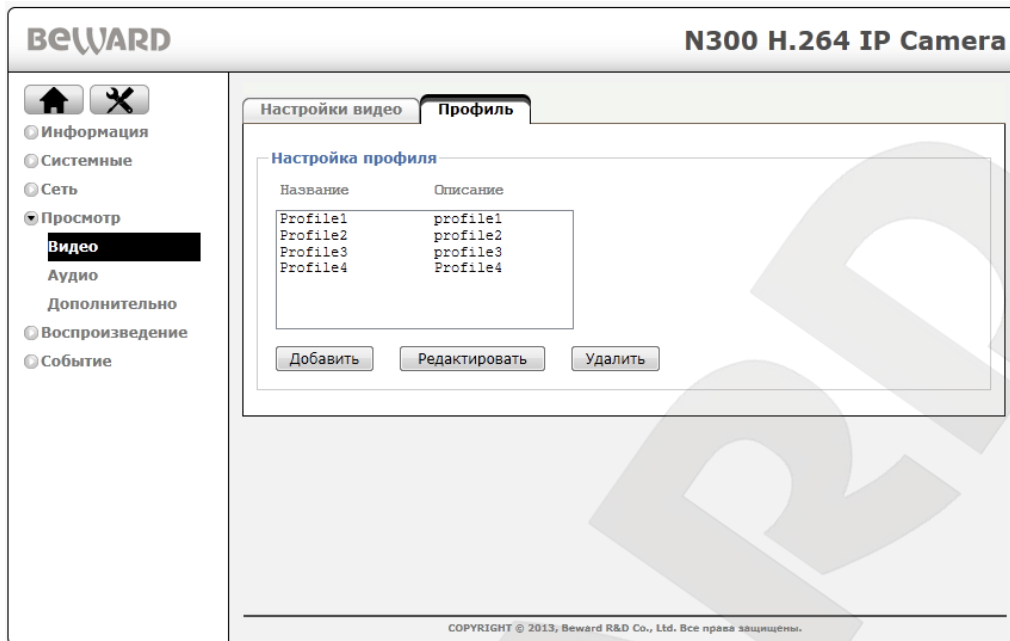 BEWARD
N300 H.264 IP Camera
Информация
Системные
Сеть
Просмотр
Видео
Аудио
Дополнительно
Воспроизведение
Событие
Настройки видео Профиль
Настройка профиля
Название Описание
Profile1 profile1
Profile2 profile2
Profile3 profile3
Profile4 Profile4
Добавить Редактировать Удалить
COPYRIGHT © 2013, Beward R&D Co., Ltd. Все права защищены.